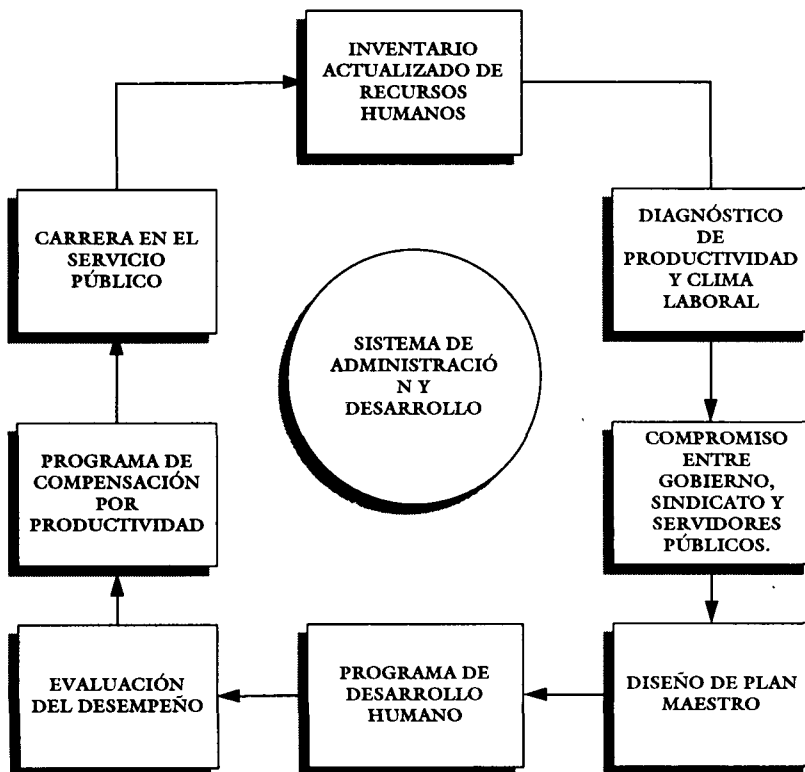 INVENTARIO
ACTUALIZADO DE
RECURSOS
HUMANOS
DIAGNÓSTICO
DE
PRODUCTIVIDAD
Y CLIMA
LABORAL
COMPROMISO
ENTRE
GOBIERNO,
SINDICATO Y
SERVIDORES
PÚBLICOS.
DISEÑO DE PLAN
MAESTRO
PROGRAMA DE
DESARROLLO
HUMANO
EVALUACIÓN
DEL DESEMPEÑO
PROGRAMA DE
COMPENSACIÓN
POR
PRODUCTIVIDAD
CARRERA EN EL
SERVICIO
PÚBLICO
SISTEMA DE
ADMINISTRACIÓ
N Y
DESARROLLO